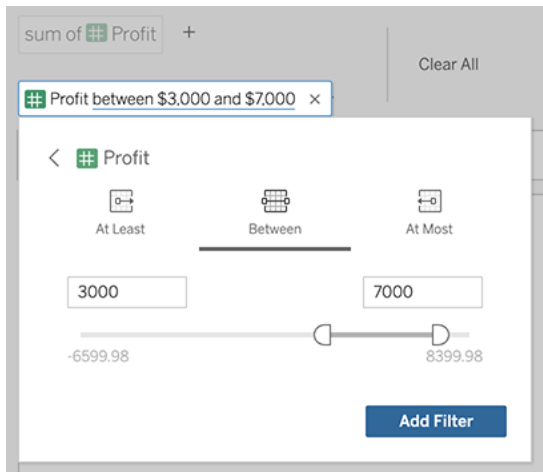 sum of # Profit +
Clear All
# Profit between $3,000 and $7,000 ×
# Profit
At Least Between At Most
3000 7000
-6599.98 8399.98
Add Filter